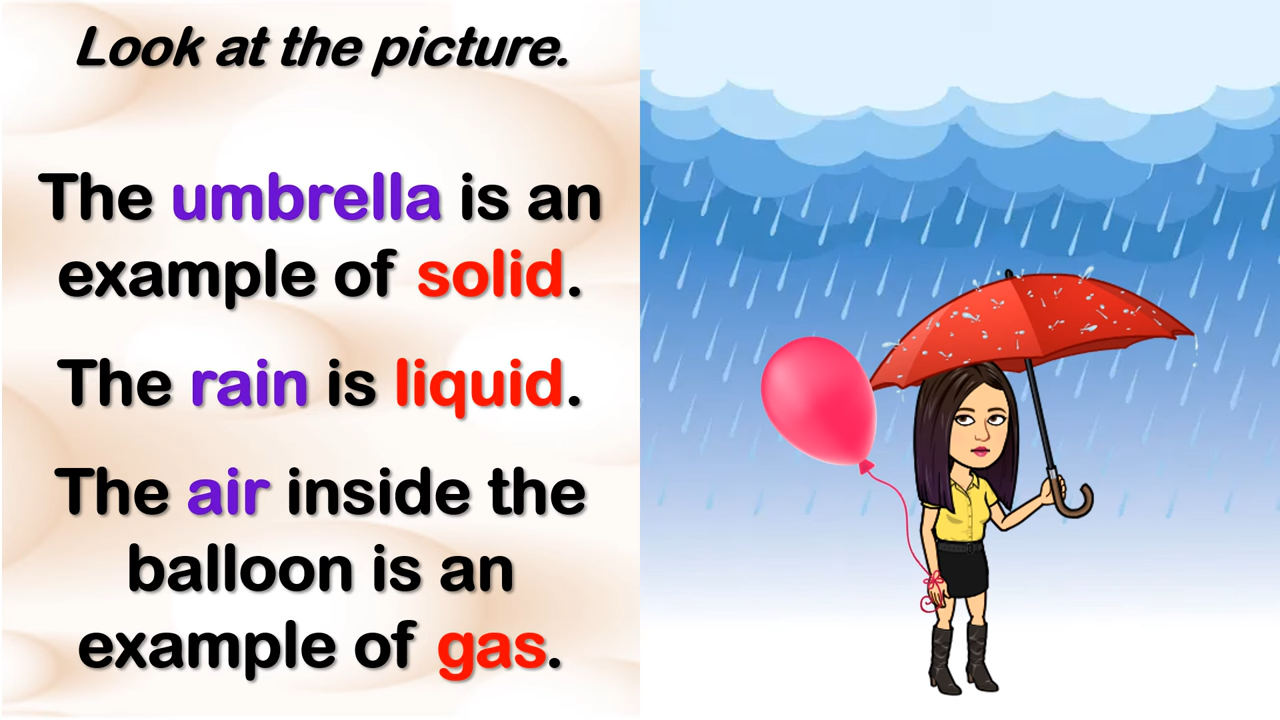 Look at the picture.
The umbrella is an
example of solid.
The rain is liquid.
The air inside the
balloon is an
example of gas.